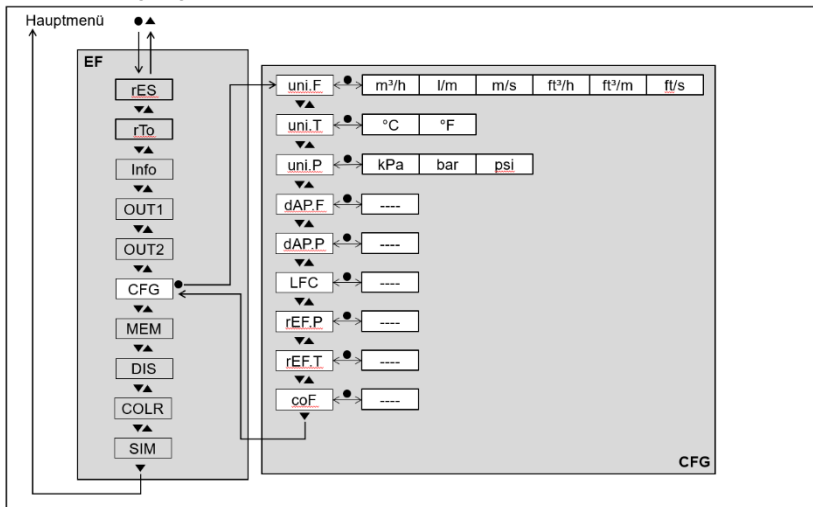 Hauptmenü
EF
rES
rTo
Info
OUT1
OUT2
CFG
MEM
DIS
COLR
SIM
uni.F m³/h l/m m/s ft³/h ft³/m ft/s
uni.T °C °F
uni.P kPa bar psi
dAP.F ----
dAP.P ----
LFC ----
rEF.P ----
rEF.T ----
coF ----
CFG